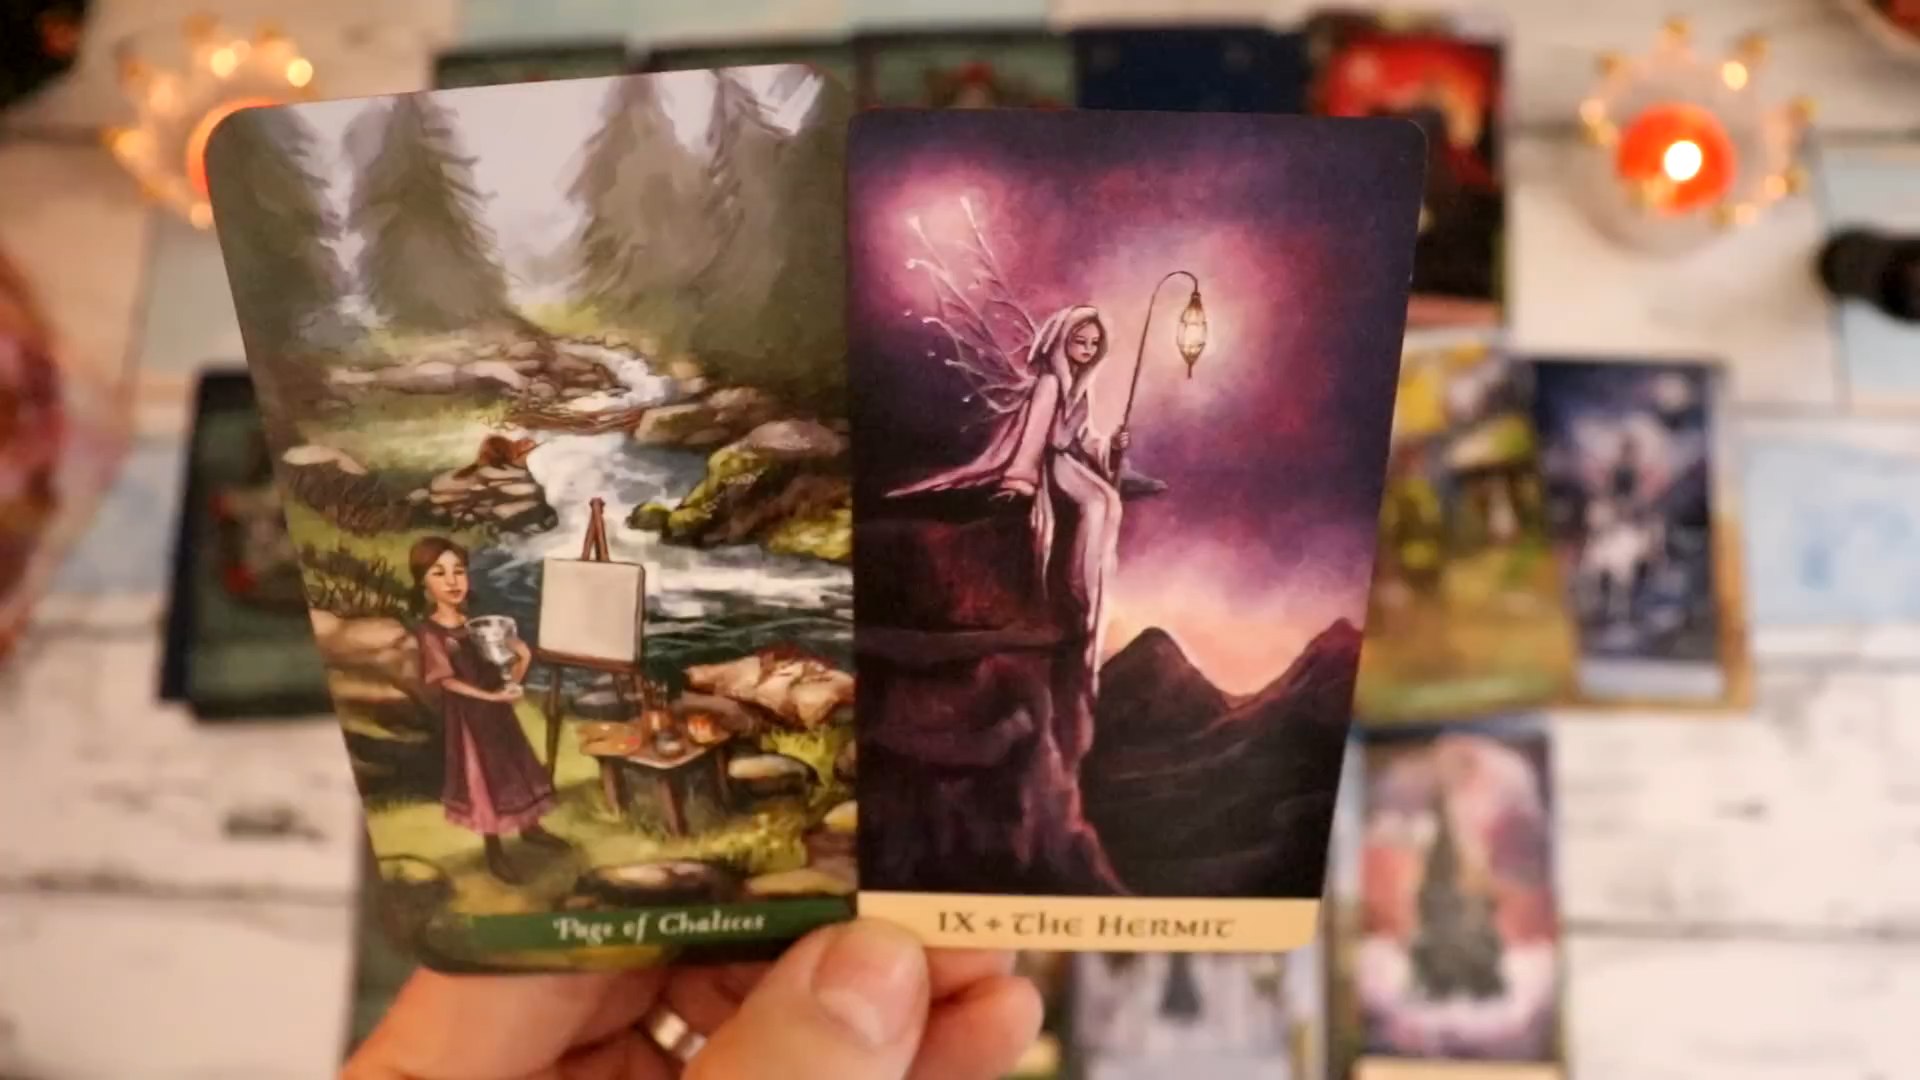 Page of Chalices
IX + THE HERMIT